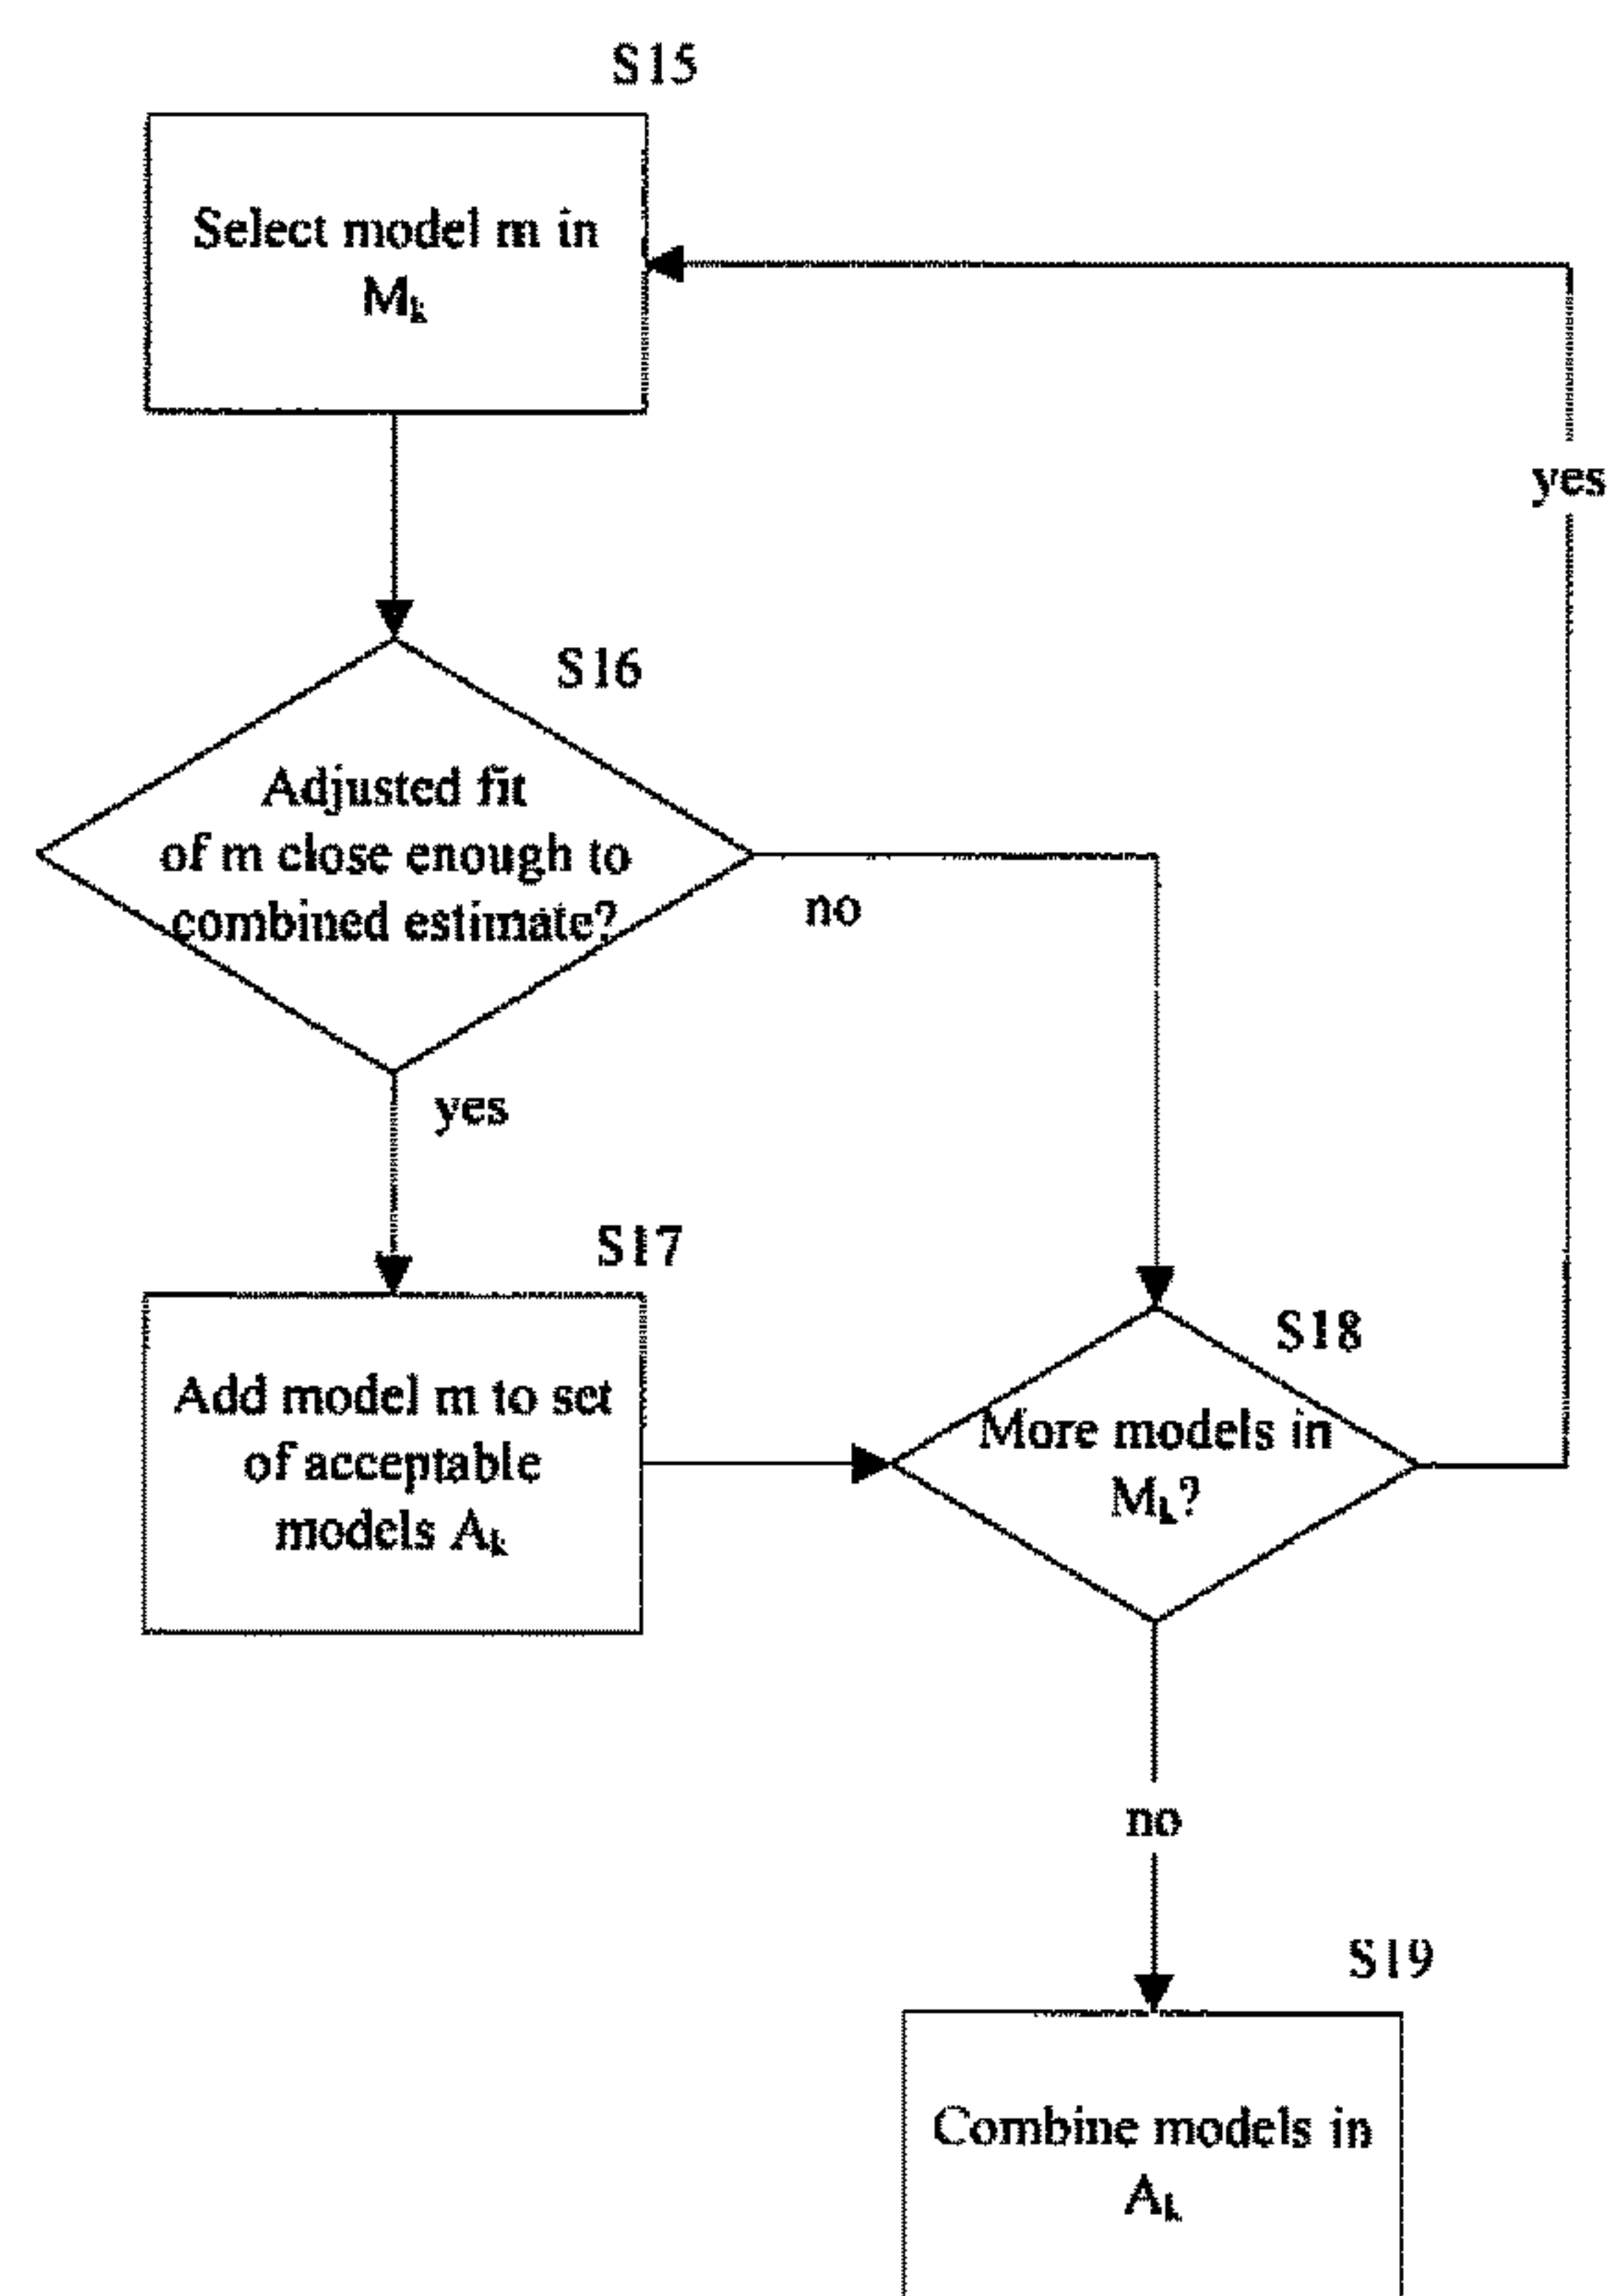 S15
Select model m in
Mk
yes
S16
Adjusted fit
of m close enough to
combined estimate?
no
yes
S17
Add model m to set
of acceptable
models Ak
S18
More models in
Mk?
no
S19
Combine models in
Ak